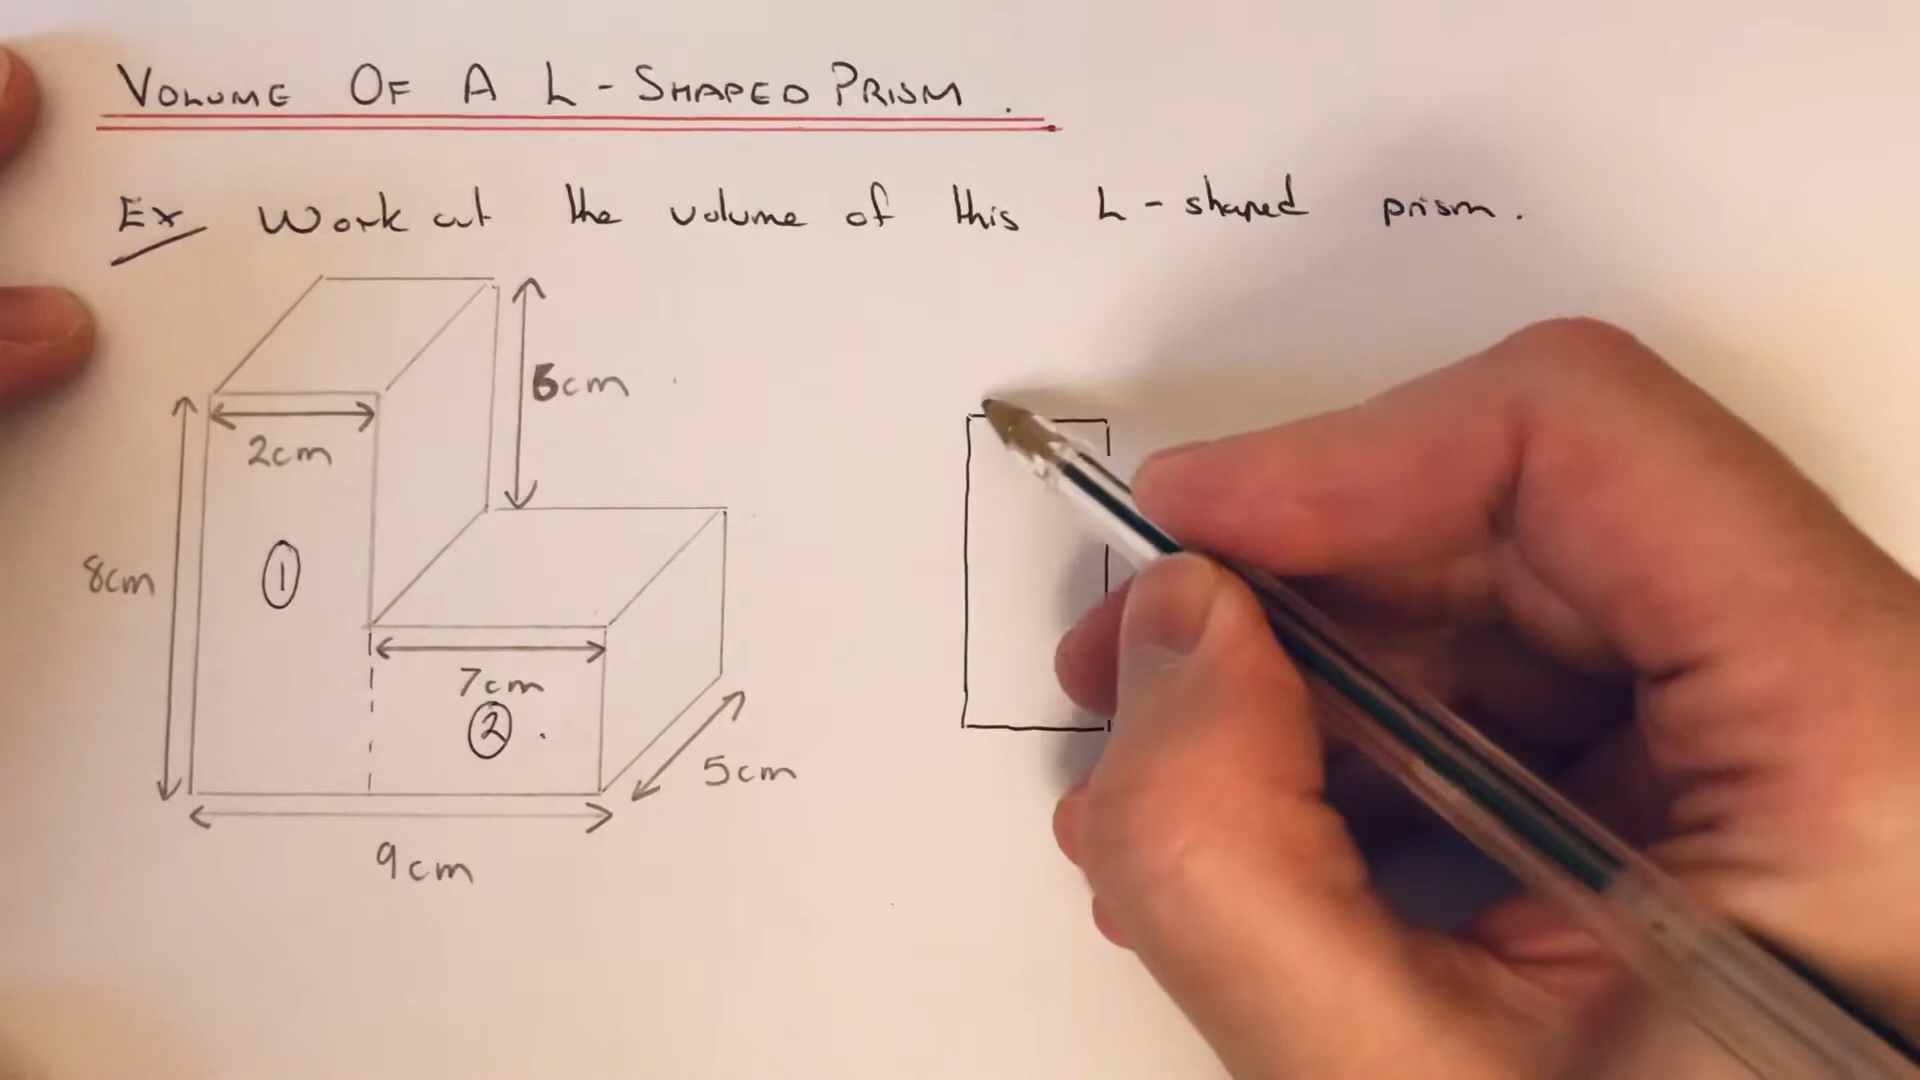 VOLUME OF A L-SHAPED PRISM.
Ex Work out the volume of this L-shaped prism.
6cm
2cm
8cm
1
7cm
2
5cm
9cm